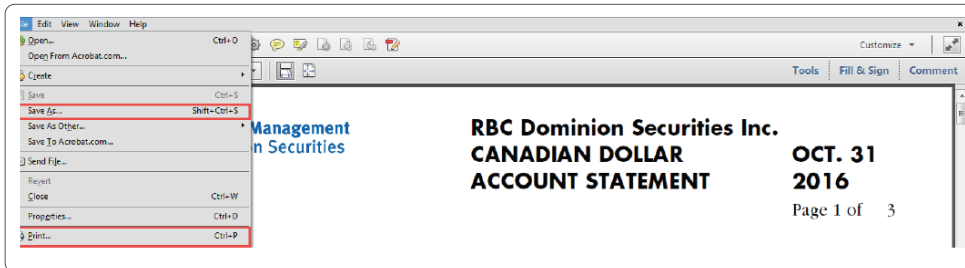 Edit View Window Help
Open... Ctrl+O
Customize
Open From Acrobat.com...
Create
Tools Fill & Sign Comment
Save Ctrl+S
Save As... Shift+Ctrl+S
Save As Other...
Save To Acrobat.com...
Send File...
Revert
Close Ctrl+W
Properties... Ctrl+D
Print... Ctrl+P
Management
Securities
RBC Dominion Securities Inc.
CANADIAN DOLLAR OCT. 31
ACCOUNT STATEMENT 2016
Page 1 of 3